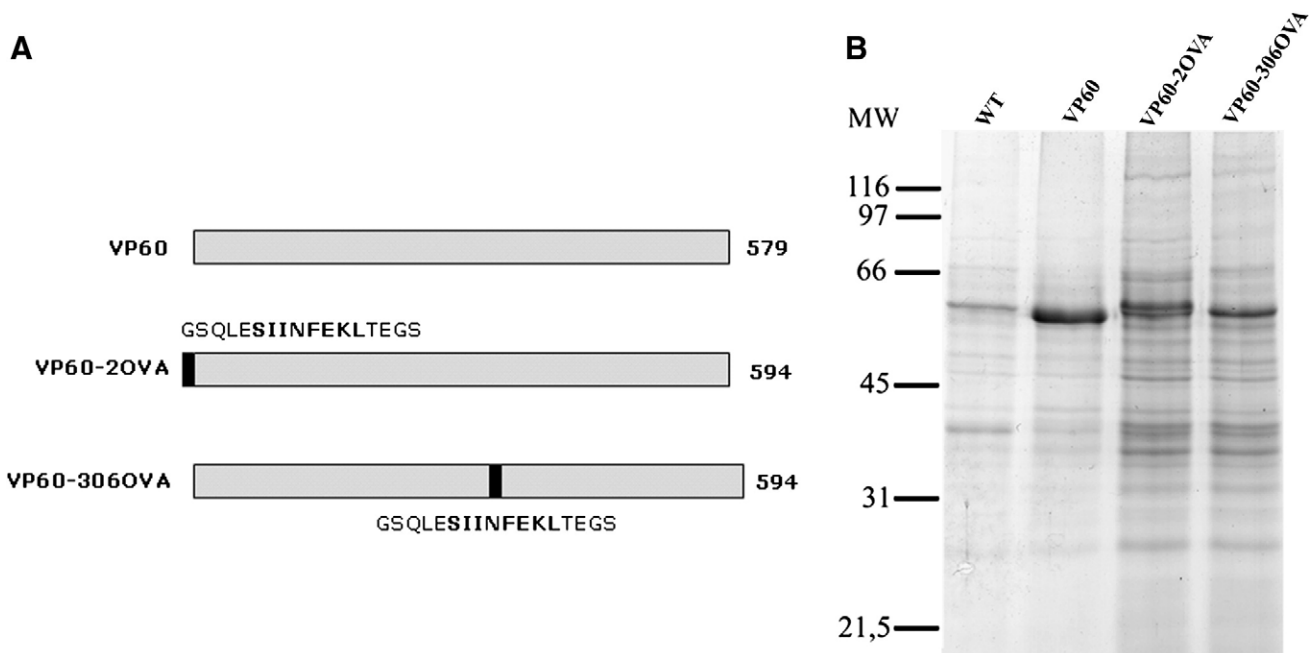 A
VP60
579
GSQLESIINFEKLTEGS
VP60-2OVA
594
VP60-306OVA
594
GSQLESIINFEKLTEGS
B
MW
WT
VP60
VP60-2OVA
VP60-306OVA
116
97
66
45
31
21,5